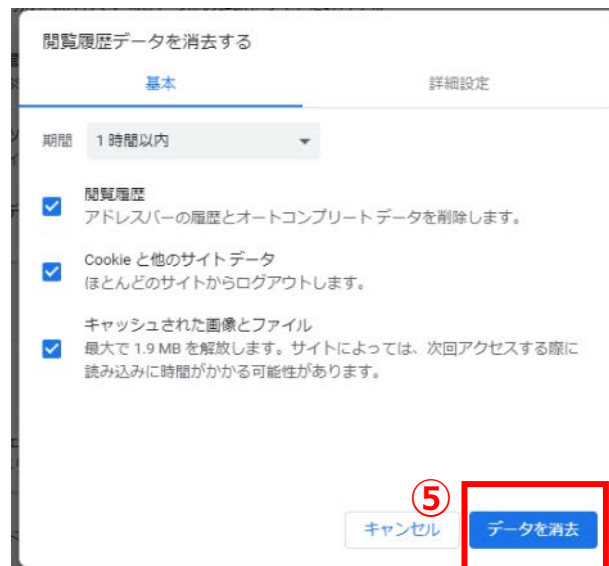 閲覧履歴データを消去する
基本 詳細設定
期間 1 時間以内
閲覧履歴
アドレスバーの履歴とオートコンプリート データを削除します。
Cookie と他のサイトデータ
ほとんどのサイトからログアウトします。
キャッシュされた画像とファイル
最大で 1.9 MB を解放します。サイトによっては、次回アクセスする際に
読み込みに時間がかかる可能性があります。
⑤
キャンセル データを消去